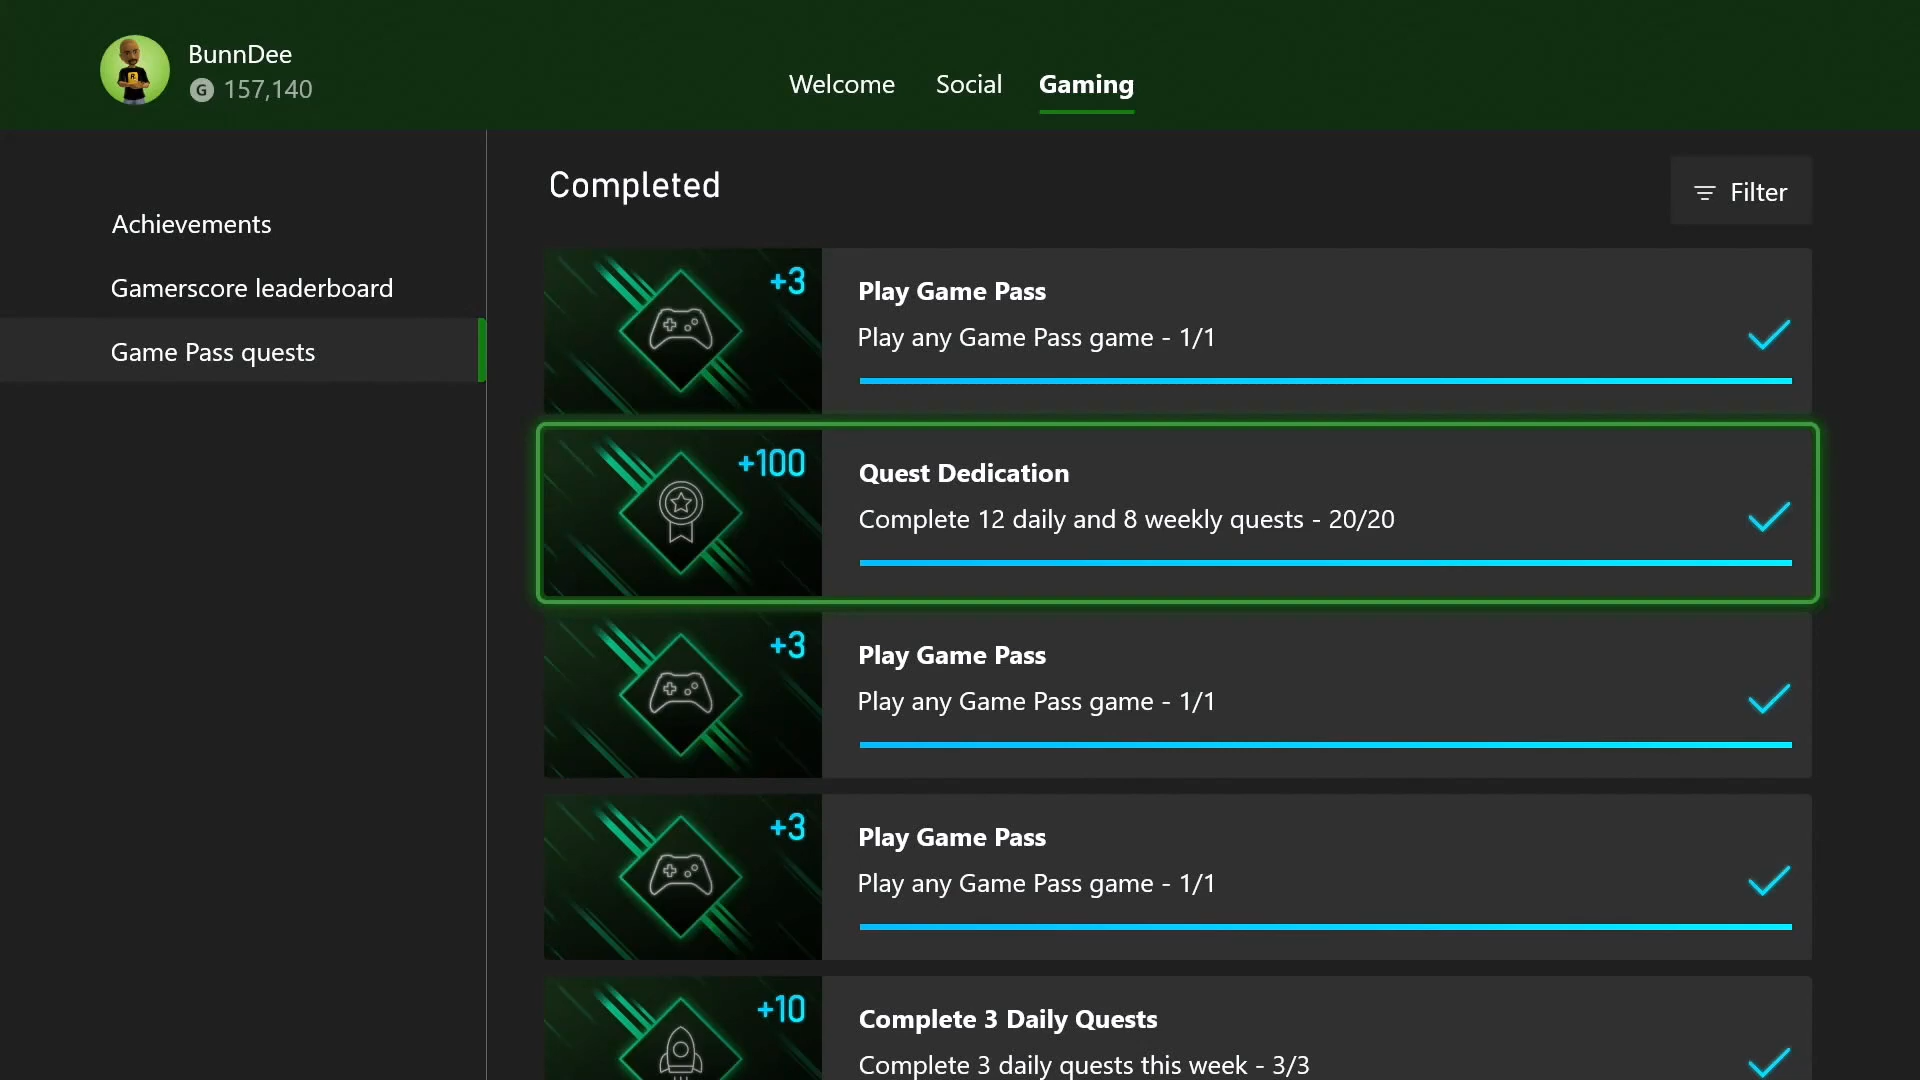 BunnDee
G 157,140
Welcome Social Gaming
Achievements
Gamerscore leaderboard
Game Pass quests
Completed
Filter
+3
Play Game Pass
Play any Game Pass game - 1/1
+100
Quest Dedication
Complete 12 daily and 8 weekly quests - 20/20
+3
Play Game Pass
Play any Game Pass game - 1/1
+3
Play Game Pass
Play any Game Pass game - 1/1
+10
Complete 3 Daily Quests
Complete 3 daily quests this week - 3/3